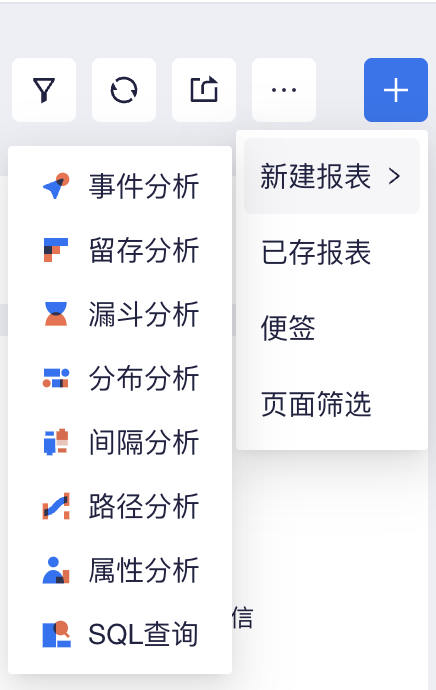 新建报表
已存报表
便签
页面筛选
事件分析
留存分析
漏斗分析
分布分析
间隔分析
路径分析
属性分析
SQL查询
信